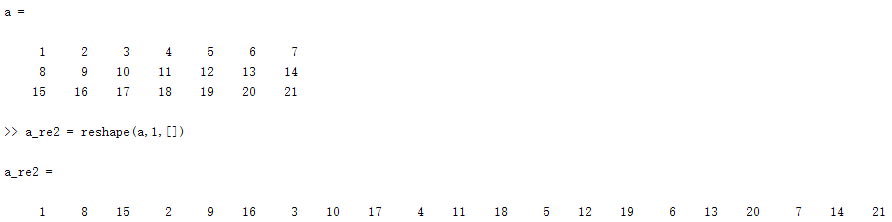 a =
1 2 3 4 5 6 7
8 9 10 11 12 13 14
15 16 17 18 19 20 21
>> a_re2 = reshape(a,1,[])
a_re2 =
1 8 15 2 9 16 3 10 17 4 11 18 5 12 19 6 13 20 7 14 21